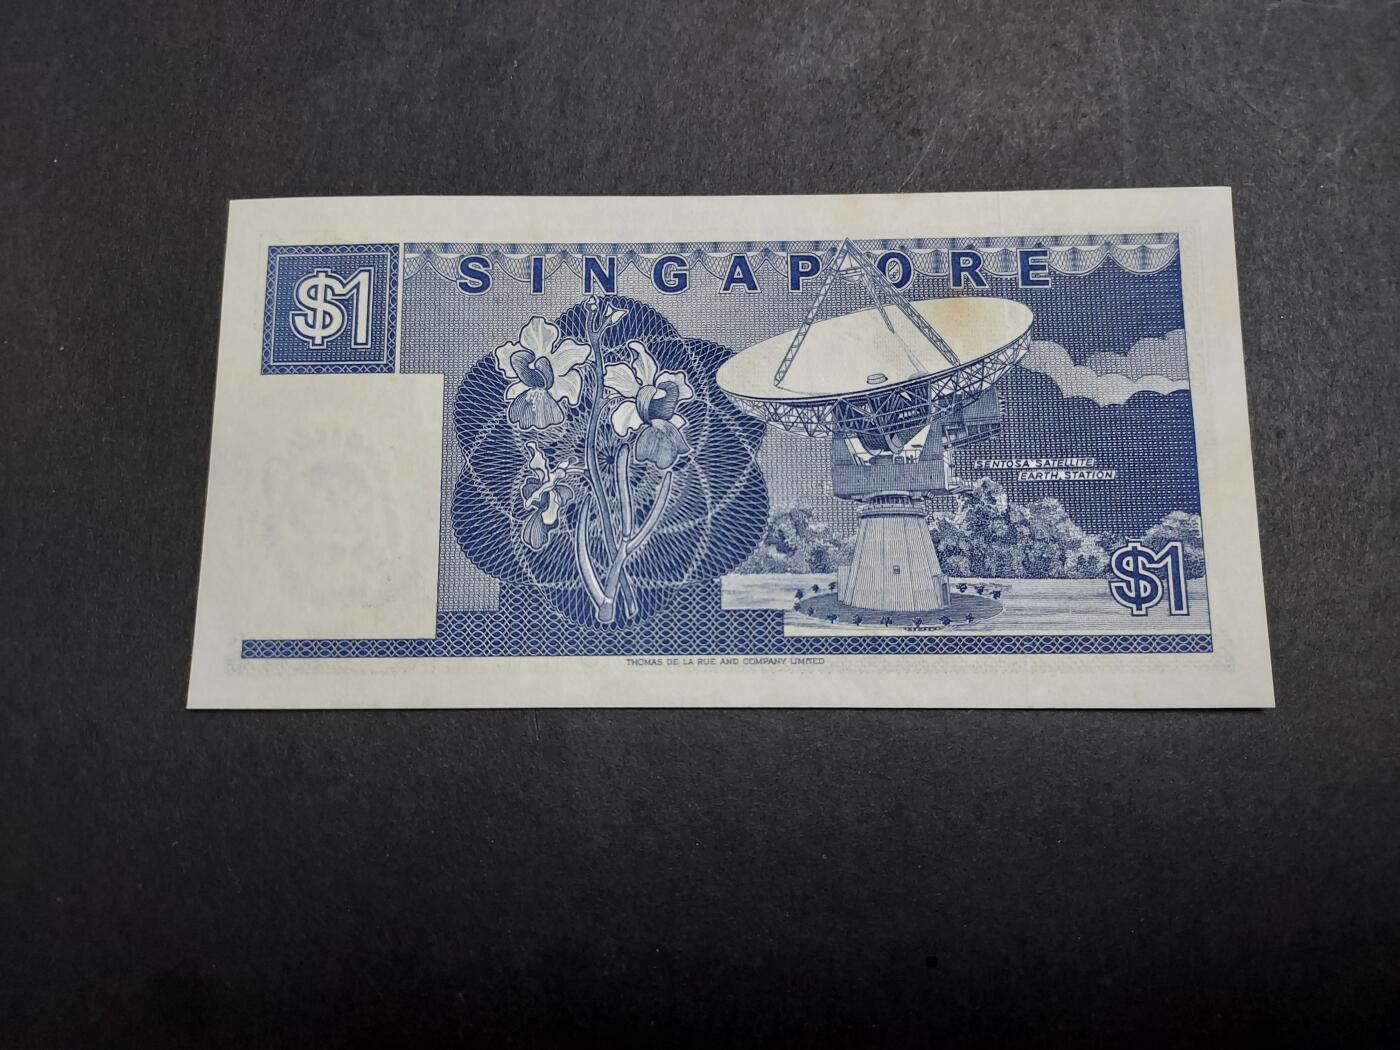 $1
SINGAPORE
SENTOSA SATELLITE
EARTH STATION
$1
THOMAS DE LA RUE AND COMPANY LIMITED